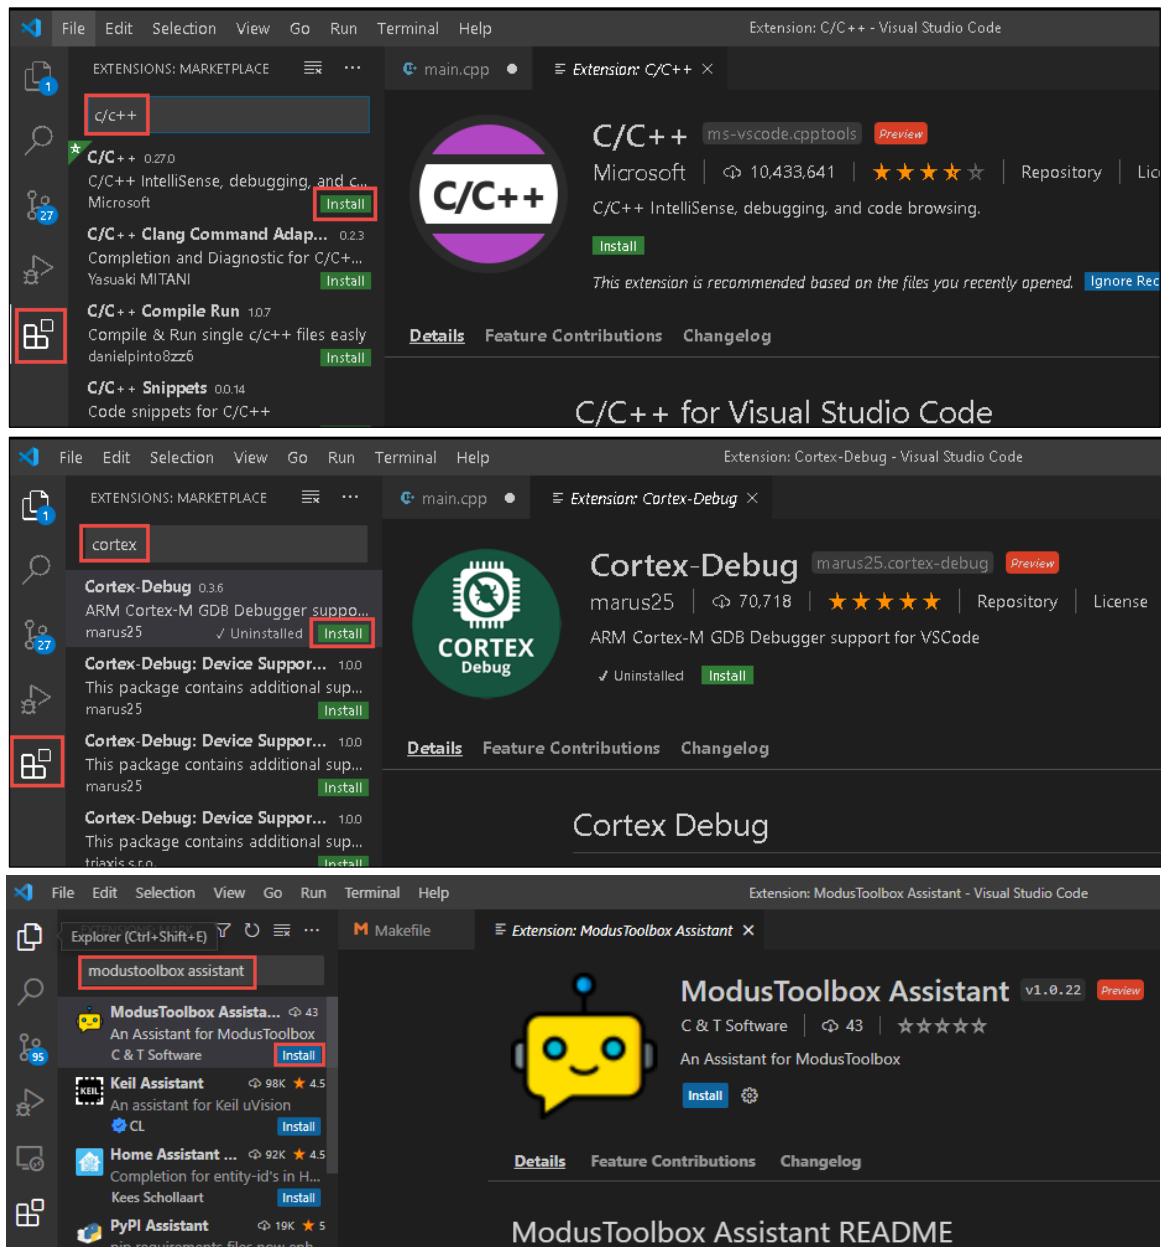 File Edit Selection View Go Run Terminal Help
Extension: C/C++ - Visual Studio Code
EXTENSIONS: MARKETPLACE ...
main.cpp
Extension: C/C++
1
c/c++
C/C++ 0.27.0
C/C++ IntelliSense, debugging, and c...
Microsoft Install
27
C/C++ Clang Command Adap... 0.2.3
Completion and Diagnostic for C/C+...
Yasuaki MITANI Install
C/C++ Compile Run 1.0.7
Compile & Run single c/c++ files easly
danielpinto8zz6 Install
C/C++ Snippets 0.0.14
Code snippets for C/C++
C/C++
C/C++ ms-vscode.cpptools Preview
Microsoft 10,433,641 Repository Lic
C/C++ IntelliSense, debugging, and code browsing.
Install
This extension is recommended based on the files you recently opened. Ignore Rec
Details Feature Contributions Changelog
C/C++ for Visual Studio Code
File Edit Selection View Go Run Terminal Help
Extension: Cortex-Debug - Visual Studio Code
EXTENSIONS: MARKETPLACE ...
main.cpp
Extension: Cortex-Debug
1
cortex
Cortex-Debug 0.3.6
ARM Cortex-M GDB Debugger suppo...
marus25 ✓ Uninstalled Install
27
Cortex-Debug: Device Suppor... 1.0.0
This package contains additional sup...
marus25 Install
Cortex-Debug: Device Suppor... 1.0.0
This package contains additional sup...
marus25 Install
Cortex-Debug: Device Suppor... 1.0.0
This package contains additional sup...
triaxis s.r.o. Install
CORTEX
Debug
Cortex-Debug marus25.cortex-debug Preview
marus25 70,718 Repository License
ARM Cortex-M GDB Debugger support for VSCode
✓ Uninstalled Install
Details Feature Contributions Changelog
Cortex Debug
File Edit Selection View Go Run Terminal Help
Extension: ModusToolbox Assistant - Visual Studio Code
Explorer (Ctrl+Shift+E) ...
Makefile
Extension: ModusToolbox Assistant
modustoolbox assistant
ModusToolbox Assista... 43
An Assistant for ModusToolbox
C & T Software Install
95
KEIL
Keil Assistant 98K 4.5
An assistant for Keil uVision
CL Install
Home Assistant ... 92K 4.5
Completion for entity-id's in H...
Kees Schollaart Install
PyPI Assistant 19K 5
ModusToolbox Assistant v1.0.22 Preview
C & T Software 43
An Assistant for ModusToolbox
Install
Details Feature Contributions Changelog
ModusToolbox Assistant README